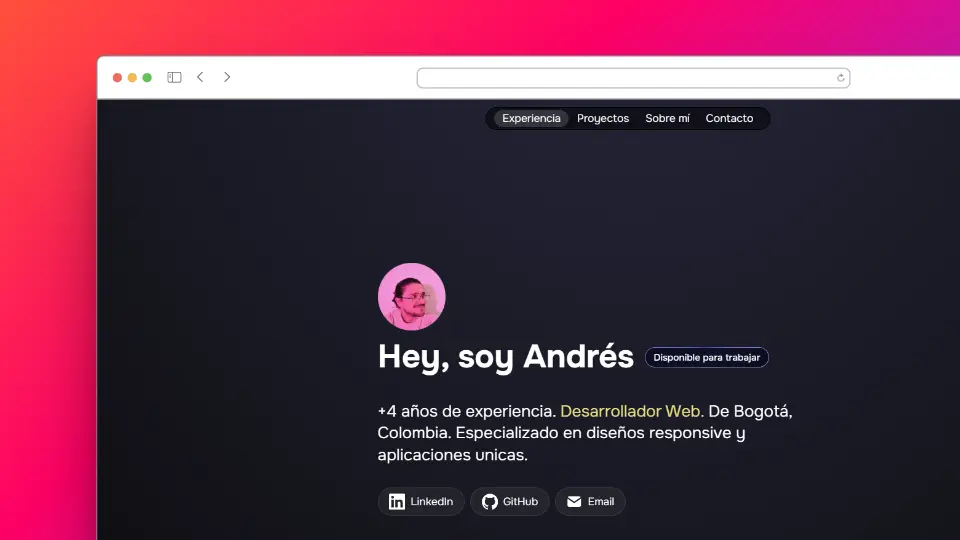 Experiencia Proyectos Sobre mí Contacto
Hey, soy Andrés Disponible para trabajar
+4 años de experiencia. Desarrollador Web. De Bogotá,
Colombia. Especializado en diseños responsive y
aplicaciones unicas.
LinkedIn GitHub Email